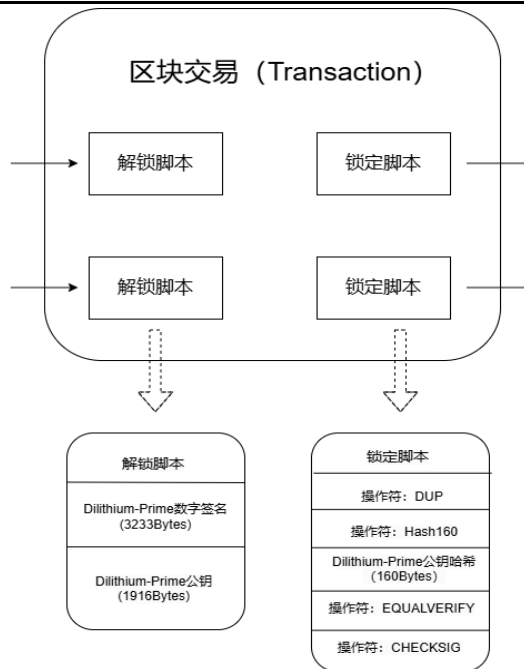 区块交易（Transaction）
解锁脚本
锁定脚本
解锁脚本
锁定脚本
解锁脚本
Dilithium-Prime数字签名
(3233Bytes)
Dilithium-Prime公钥
(1916Bytes)
锁定脚本
操作符：DUP
操作符：Hash160
Dilithium-Prime公钥哈希
(160Bytes)
操作符：EQUALVERIFY
操作符：CHECKSIG